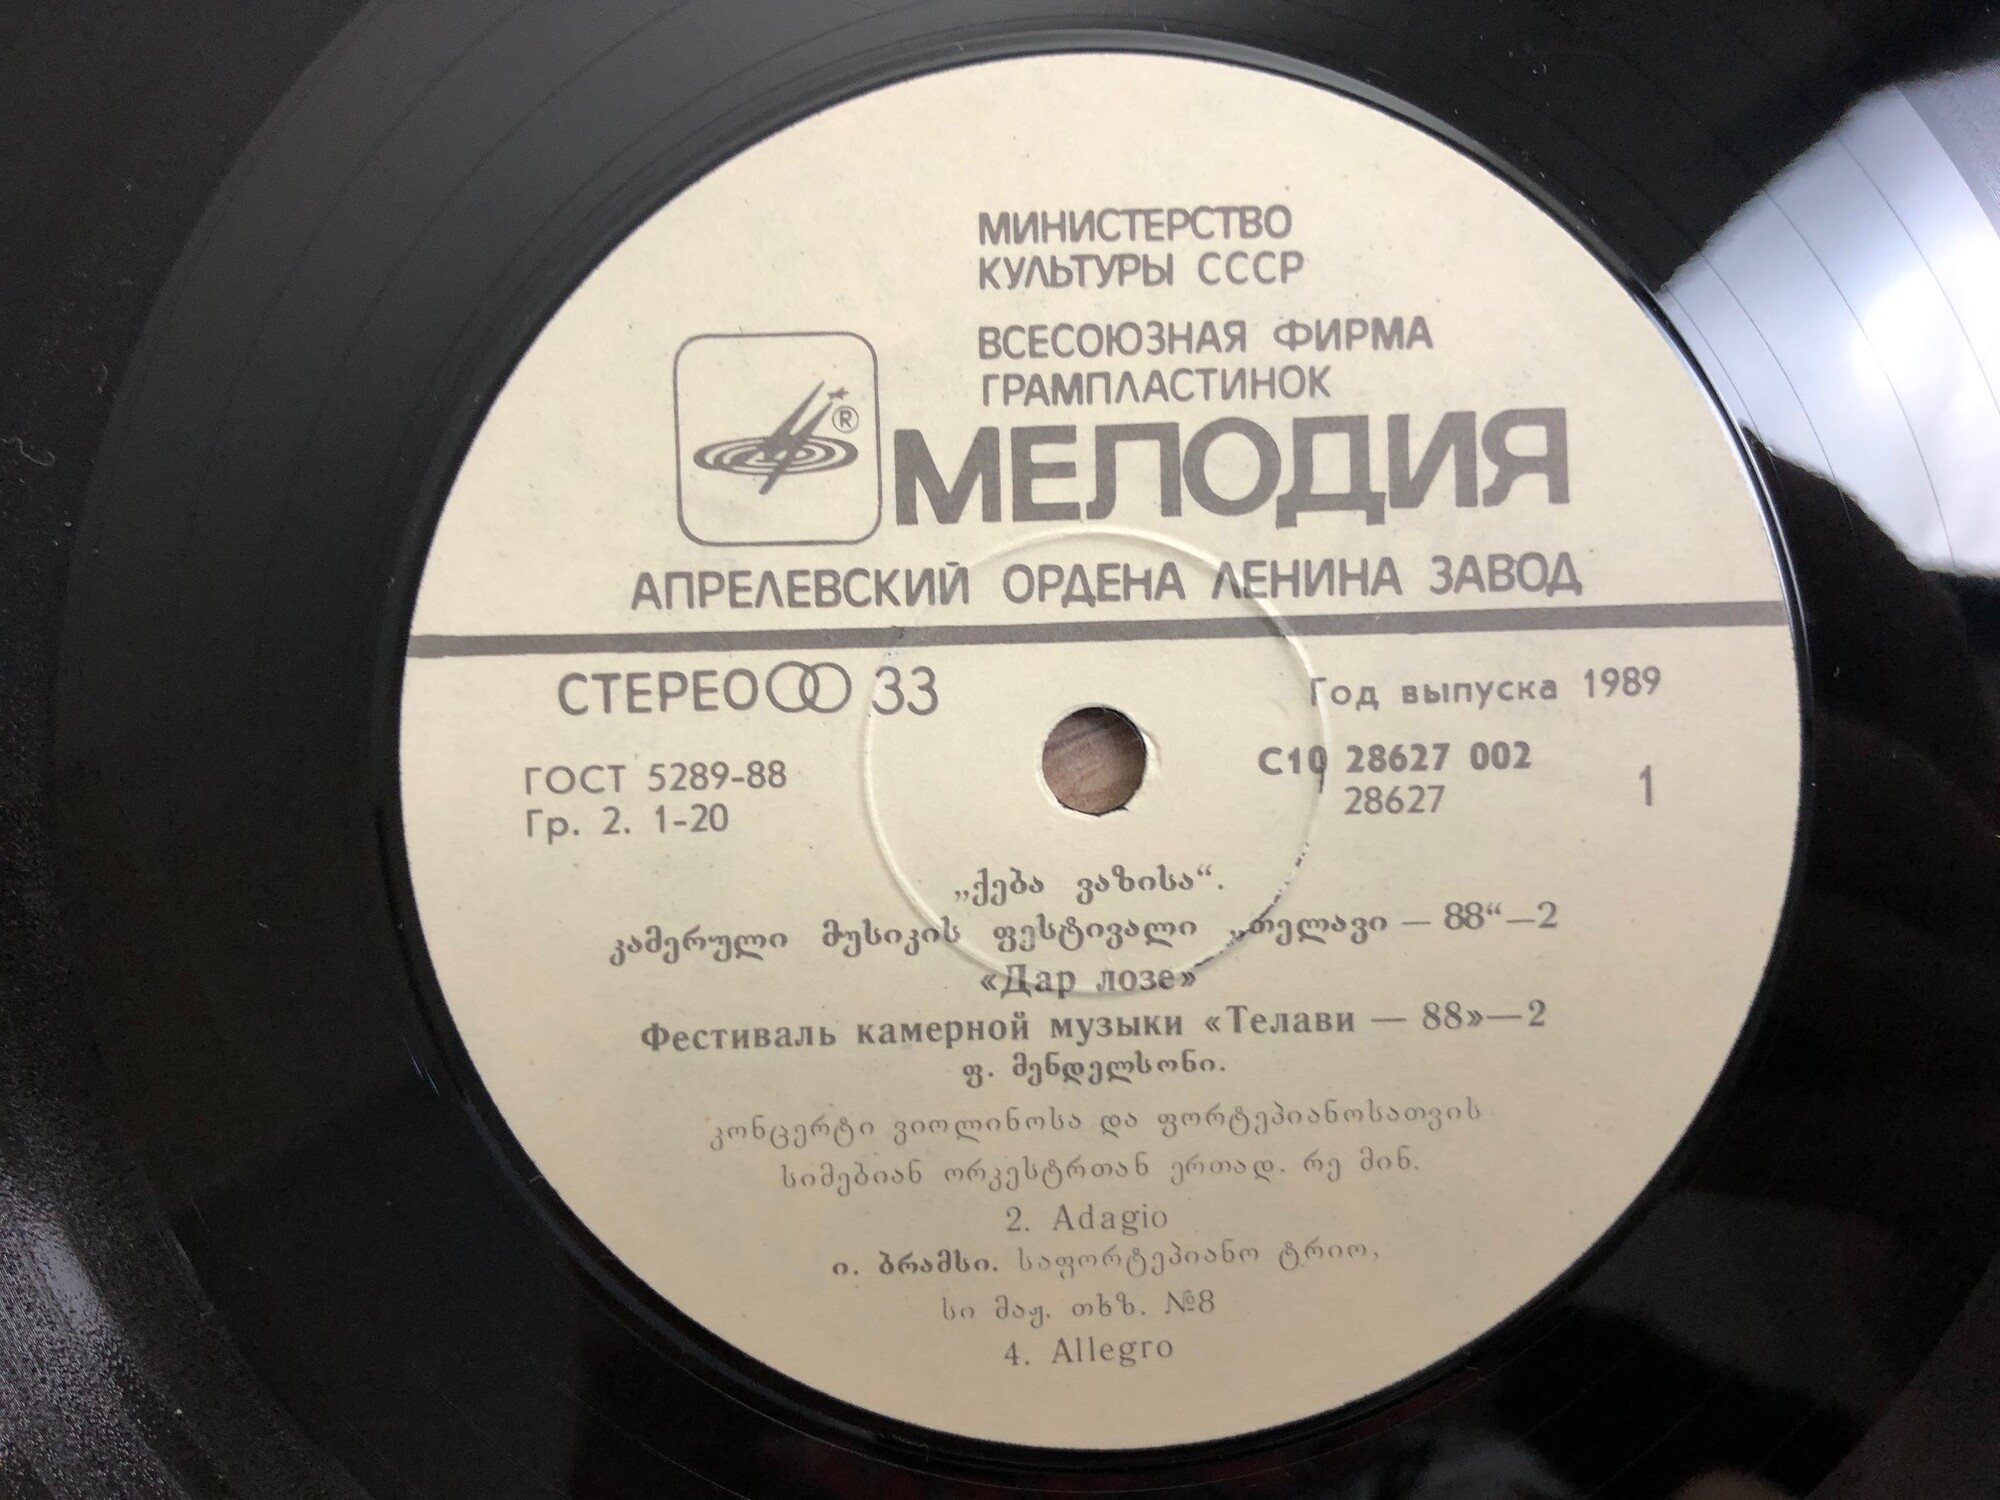 МИНИСТЕРСТВО
КУЛЬТУРЫ СССР
ВСЕСОЮЗНАЯ ФИРМА
ГРАМПЛАСТИНОК
®
МЕЛОДИЯ
АПРЕЛЕВСКИЙ ОРДЕНА ЛЕНИНА ЗАВОД
СТЕРЕО 33
Год выпуска 1989
ГОСТ 5289-88
Гр. 2. 1-20
С10 28627 002
28627
1
„ქება ვაზისა“.
კამერული მუსიკის ფესტივალი „თელავი — 88“—2
«Дар лозе»
Фестиваль камерной музыки «Телави — 88»—2
ფ. მენდელსონი.
კონცერტი ვიოლინოსა და ფორტეპიანოსათვის
სიმებიან ორკესტრთან ერთად. რე მინ.
2. Adagio
ი. ბრამსი. საფორტეპიანო ტრიო,
სი მაჟ. თხზ. №8
4. Allegro